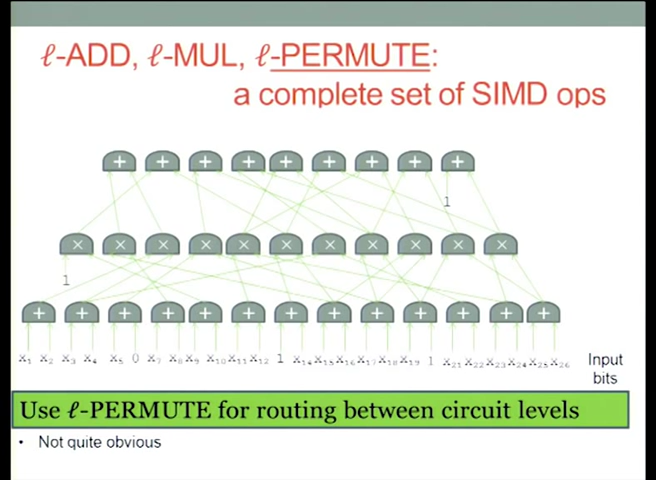 ℓ-ADD, ℓ-MUL, ℓ-PERMUTE:
a complete set of SIMD ops
+ + + + + + + + +
1
× × × × × × × × × × ×
1
+ + + + + + + + + + + + +
x₁ x₂ x₃ x₄ x₅ 0 x₇ x₈ x₉ x₁₀ x₁₁ x₁₂ 1 x₁₄ x₁₅ x₁₆ x₁₇ x₁₈ x₁₉ 1 x₂₁ x₂₂ x₂₃ x₂₄ x₂₅ x₂₆ Input
bits
Use ℓ-PERMUTE for routing between circuit levels
• Not quite obvious